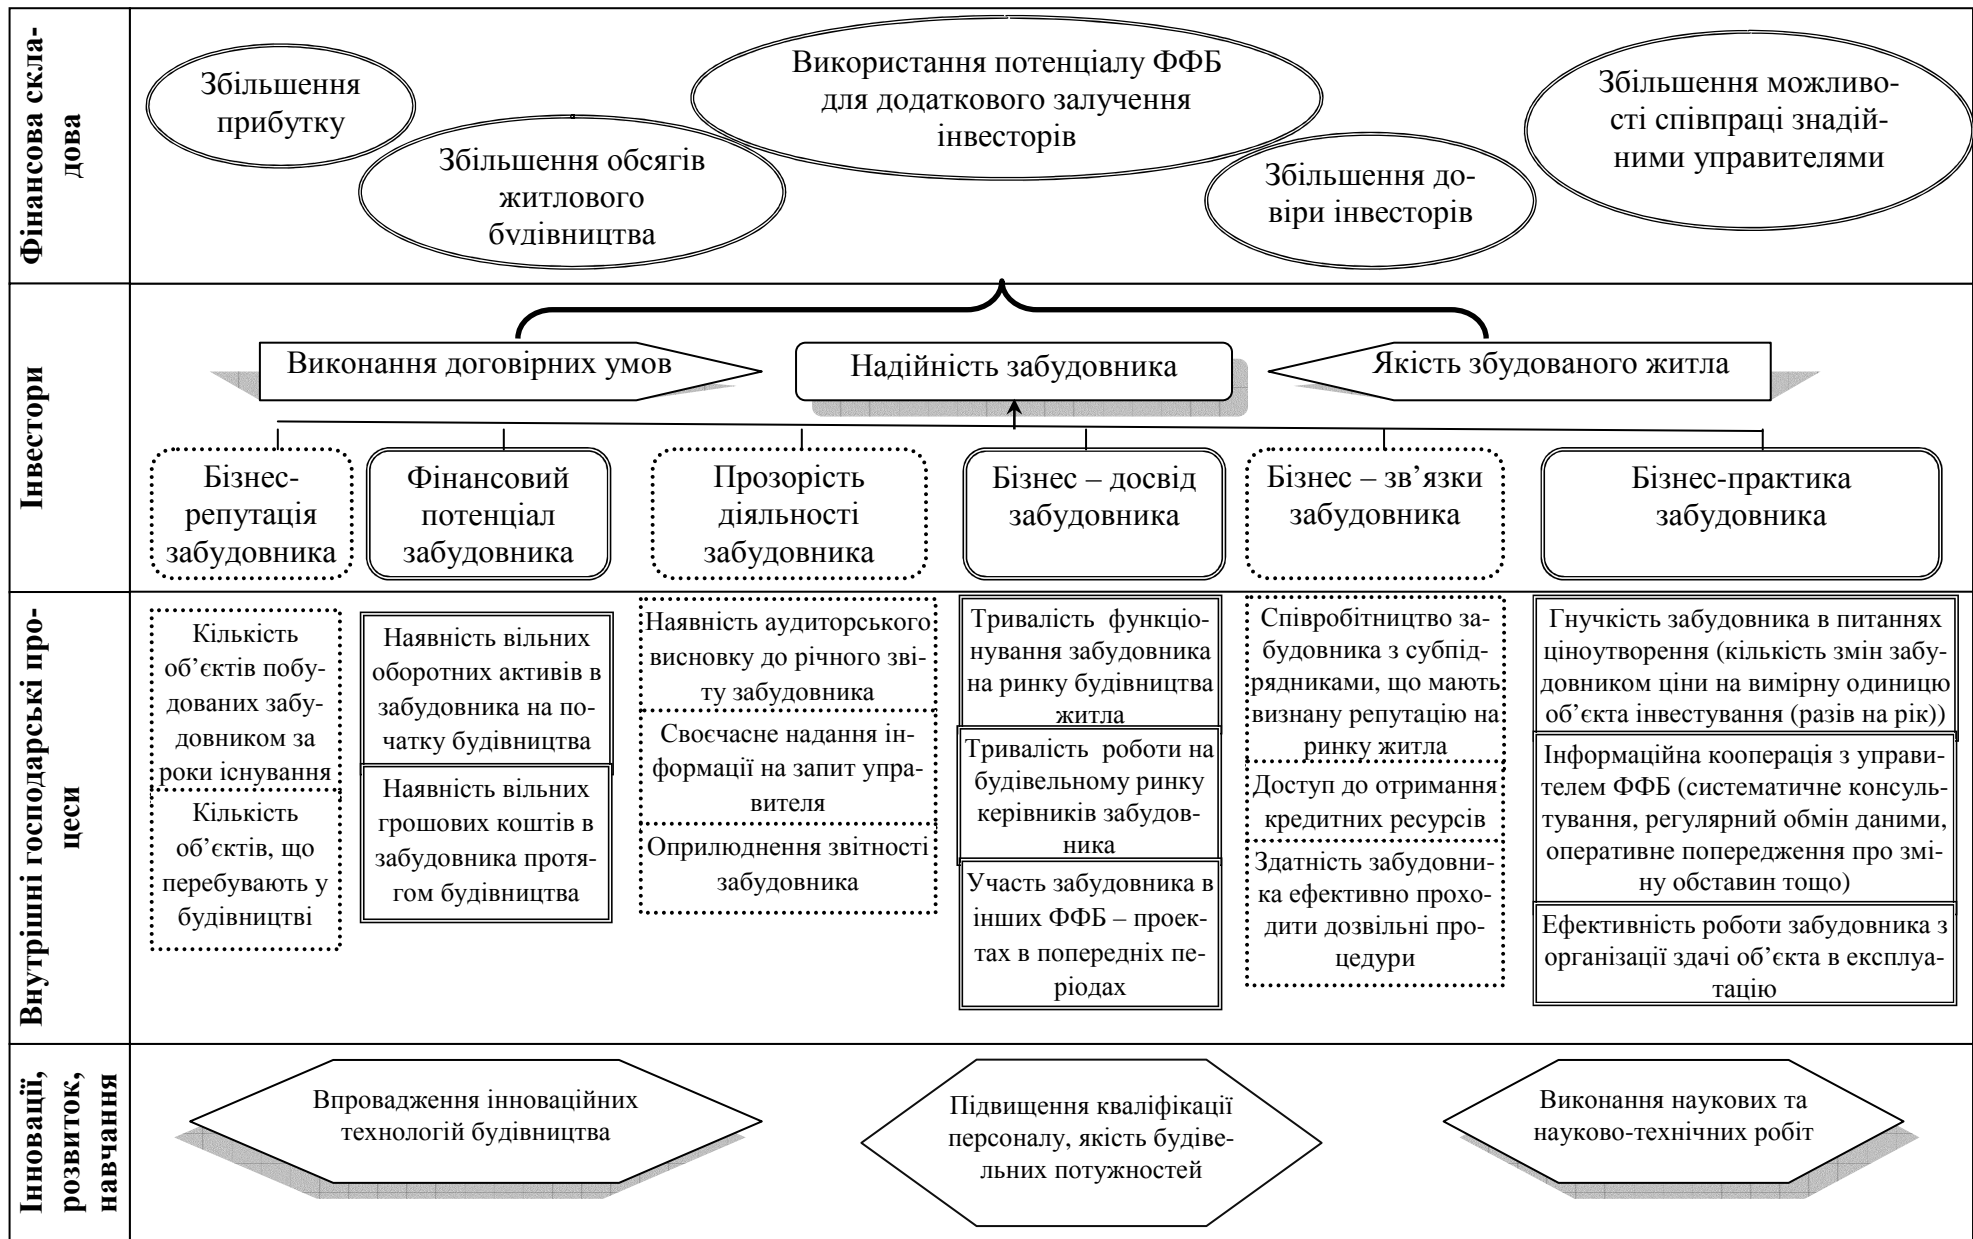 Фінансова скла-
дова
Збільшення
прибутку
Збільшення обсягів
житлового
будівництва
Використання потенціалу ФФБ
для додаткового залучення
інвесторів
Збільшення до-
віри інвесторів
Збільшення можливо-
сті співпраці знадій-
ними управителями
Інвестори
Виконання договірних умов
Надійність забудовника
Якість збудованого житла
Бізнес-
репутація
забудовника
Фінансовий
потенціал
забудовника
Прозорість
діяльності
забудовника
Бізнес – досвід
забудовника
Бізнес – зв’язки
забудовника
Бізнес-практика
забудовника
Внутрішні господарські про-
цеси
Кількість
об’єктів побу-
дованих забу-
довником за
роки існування
Кількість
об’єктів, що
перебувають у
будівництві
Наявність вільних
оборотних активів в
забудовника на по-
чатку будівництва
Наявність вільних
грошових коштів в
забудовника протя-
гом будівництва
Наявність аудиторського
висновку до річного зві-
ту забудовника
Своєчасне надання ін-
формації на запит упра-
вителя
Оприлюднення звітності
забудовника
Тривалість функціо-
нування забудовника
на ринку будівництва
житла
Тривалість роботи на
будівельному ринку
керівників забудов-
ника
Участь забудовника в
інших ФФБ – проек-
тах в попередніх пе-
ріодах
Співробітництво за-
будовника з субпід-
рядниками, що мають
визнану репутацію на
ринку житла
Доступ до отримання
кредитних ресурсів
Здатність забудовни-
ка ефективно прохо-
дити дозвільні про-
цедури
Гнучкість забудовника в питаннях
ціноутворення (кількість змін забу-
довником ціни на вимірну одиницю
об’єкта інвестування (разів на рік))
Інформаційна кооперація з управи-
телем ФФБ (систематичне консуль-
тування, регулярний обмін даними,
оперативне попередження про змі-
ну обставин тощо)
Ефективність роботи забудовника з
організації здачі об’єкта в експлуа-
тацію
Інновації,
розвиток,
навчання
Впровадження інноваційних
технологій будівництва
Підвищення кваліфікації
персоналу, якість будіве-
льних потужностей
Виконання наукових та
науково-технічних робіт